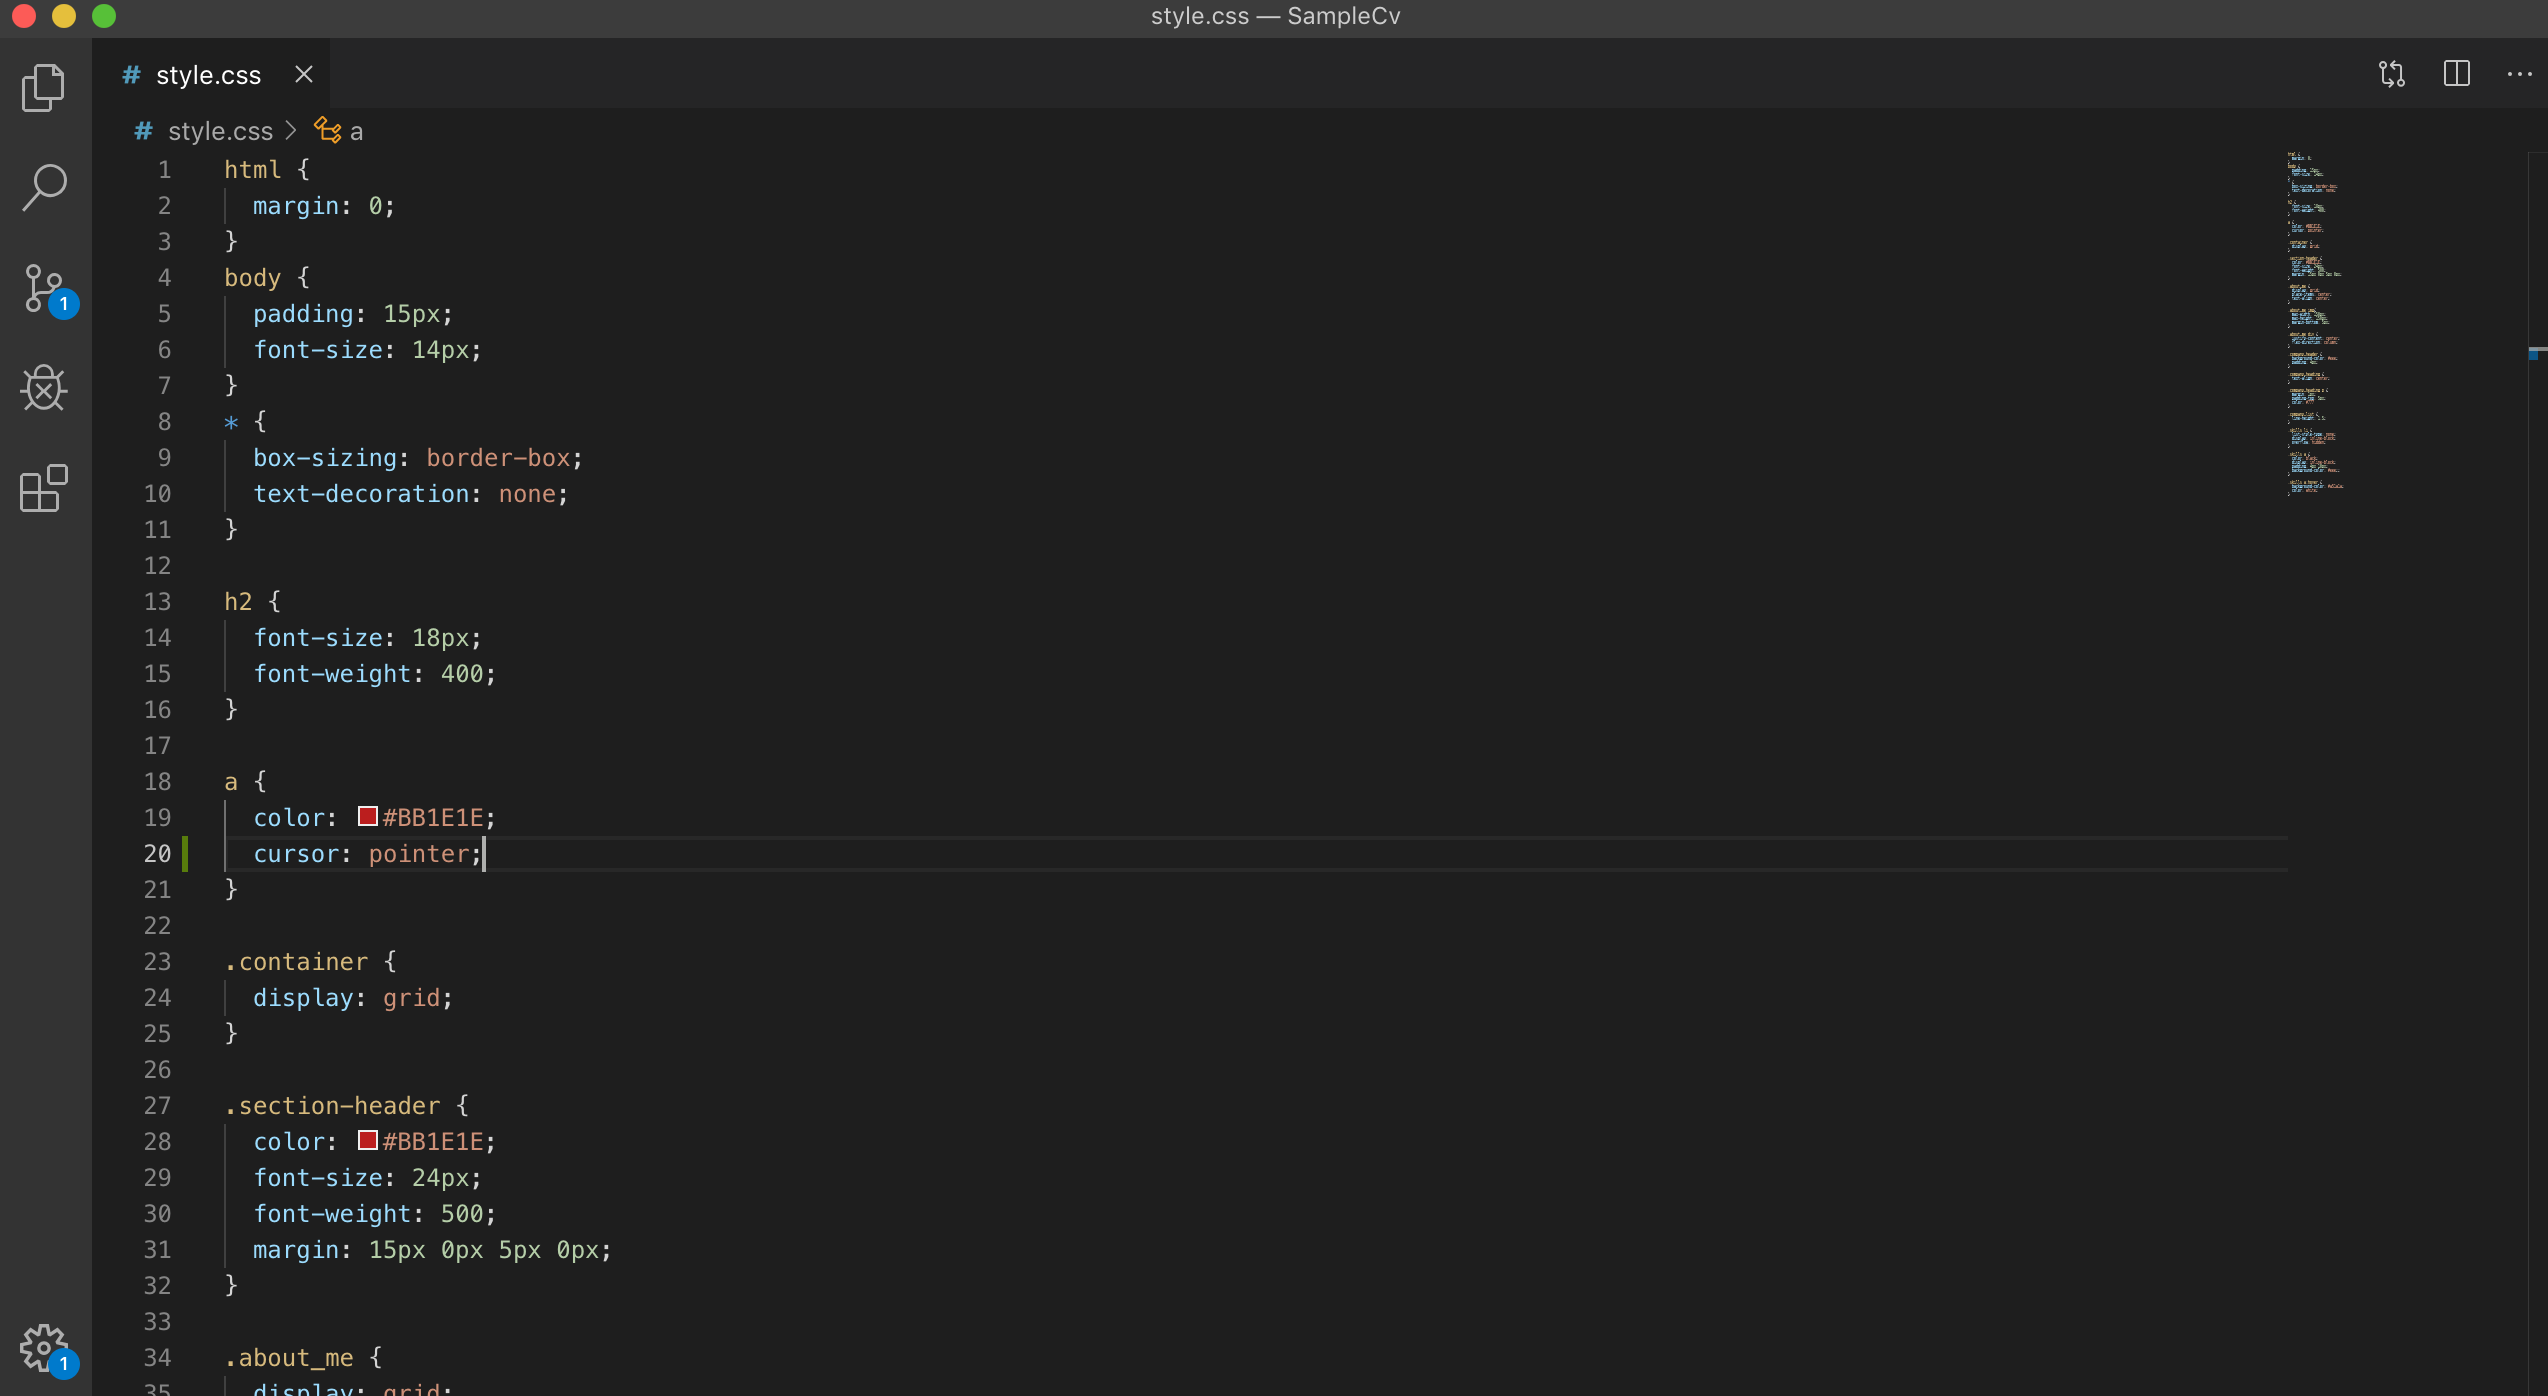 style.css — SampleCv
# style.css
# style.css > a
1 html {
2 margin: 0;
3 }
4 body {
5 padding: 15px;
6 font-size: 14px;
7 }
8 * {
9 box-sizing: border-box;
10 text-decoration: none;
11 }
12
13 h2 {
14 font-size: 18px;
15 font-weight: 400;
16 }
17
18 a {
19 color: #BB1E1E;
20 cursor: pointer;
21 }
22
23 .container {
24 display: grid;
25 }
26
27 .section-header {
28 color: #BB1E1E;
29 font-size: 24px;
30 font-weight: 500;
31 margin: 15px 0px 5px 0px;
32 }
33
34 .about_me {
35 display: grid;
1
1